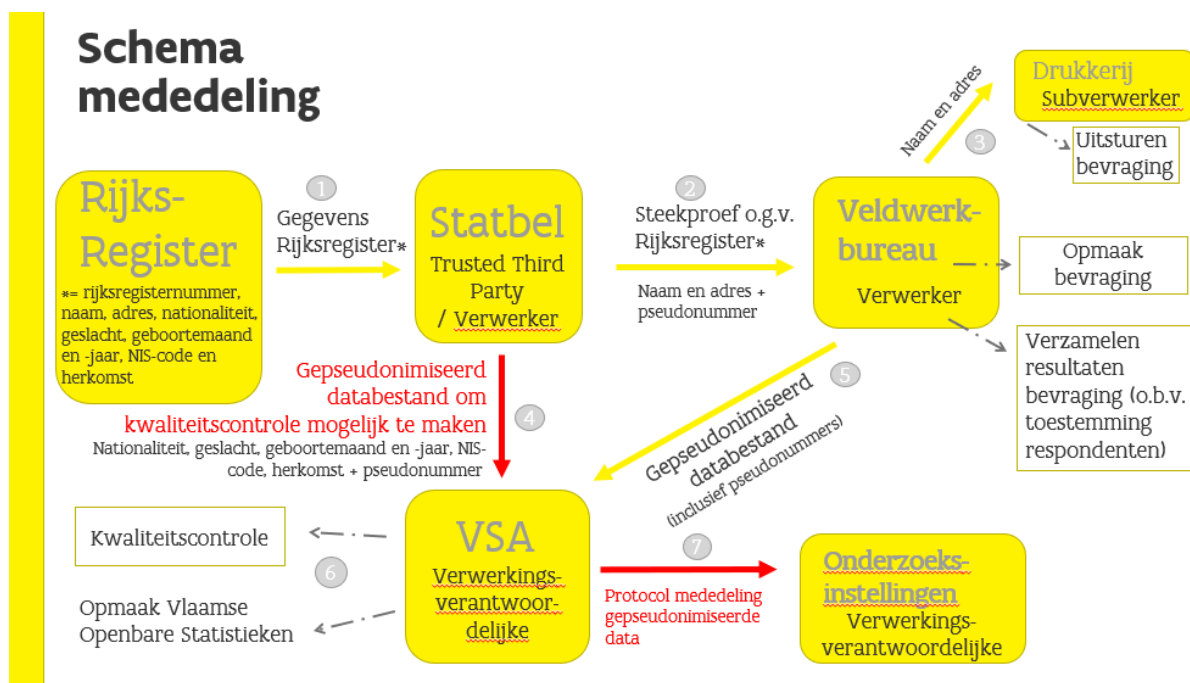 Schema
mededeling
Rijks-
Register
*= rijksregisternummer,
naam, adres, nationaliteit,
geslacht, geboortemaand
en -jaar, NIS-code en
herkomst
1
Gegevens
Rijksregister*
Statbel
Trusted Third
Party
/ Verwerker
2
Steekproef o.g.v.
Rijksregister*
Naam en adres +
pseudonummer
Veldwerk-
bureau
Verwerker
Naam en adres
3
Drukkerij
Subverwerker
Uitsturen
bevraging
Opmaak
bevraging
Verzamelen
resultaten
bevraging (o.b.v.
toestemming
respondenten)
Gepseudonimiseerd
databestand om
kwaliteitscontrole mogelijk te maken
Nationaliteit, geslacht, geboortemaand en -jaar, NIS-
code, herkomst + pseudonummer
4
5
Gepseudonimiseerd
databestand
(inclusief pseudonummers)
VSA
Verwerkings-
verantwoor-
delijke
Kwaliteitscontrole
6
Opmaak Vlaamse
Openbare Statistieken
7
Protocol mededeling
gepseudonimiseerde
data
Onderzoeks-
instellingen
Verwerkings-
verantwoordelijke